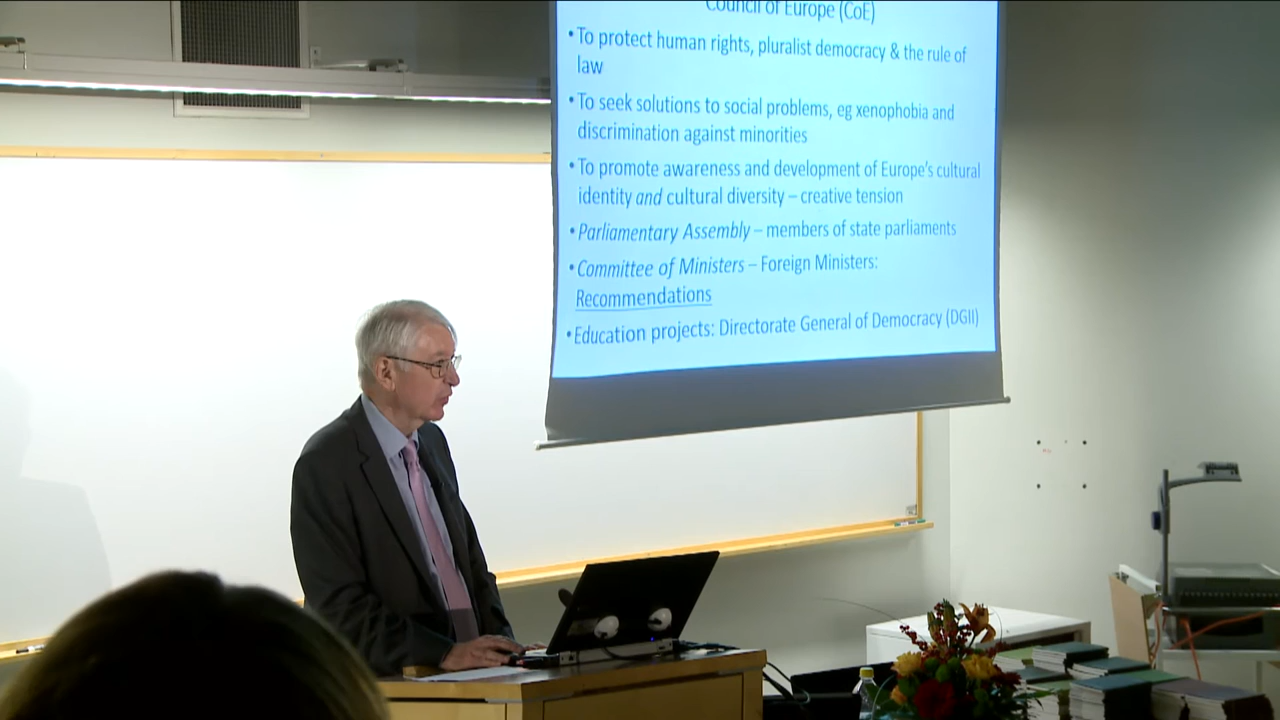 Council of Europe (CoE)
•To protect human rights, pluralist democracy & the rule of
law
•To seek solutions to social problems, eg xenophobia and
discrimination against minorities
•To promote awareness and development of Europe's cultural
identity and cultural diversity – creative tension
•Parliamentary Assembly – members of state parliaments
•Committee of Ministers – Foreign Ministers:
Recommendations
•Education projects: Directorate General of Democracy (DGII)